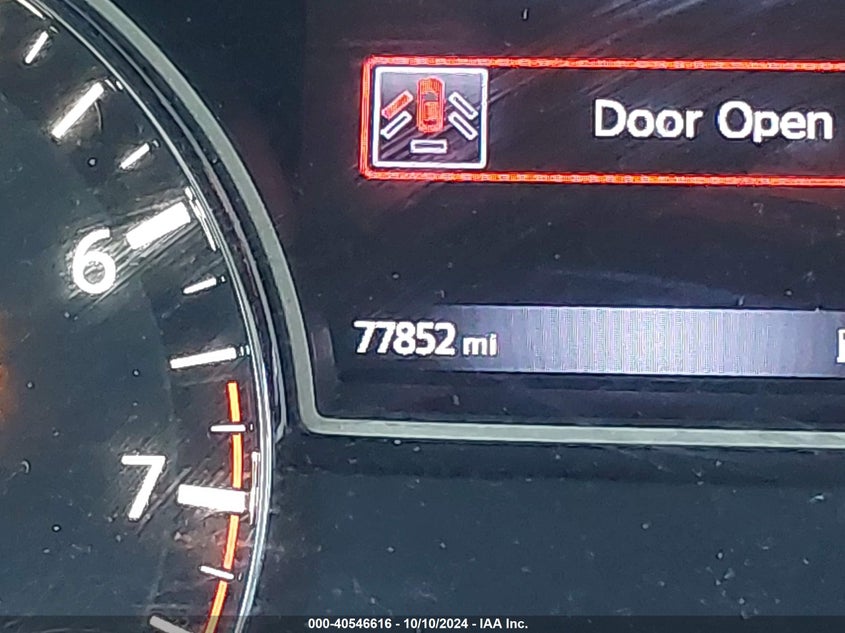 Door Open
6
77852 mi
7
000-40546616 - 10/10/2024 - IAA Inc.